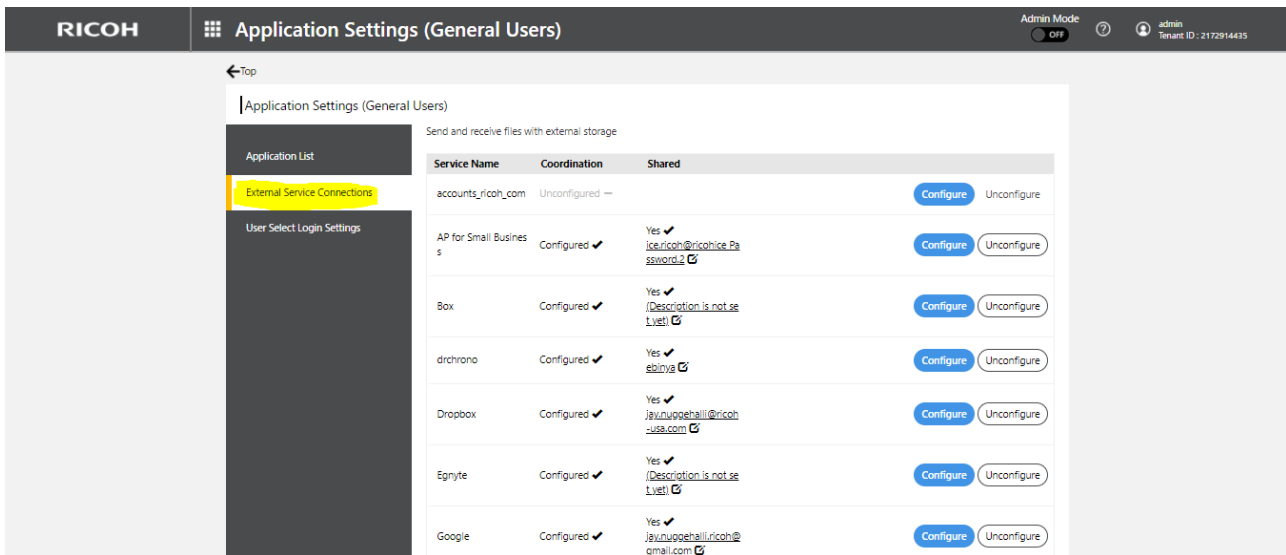 RICOH
Application Settings (General Users)
Admin Mode
OFF
admin
Tenant ID : 2172914435
Top
Application Settings (General Users)
Application List
External Service Connections
User Select Login Settings
Send and receive files with external storage
Service Name Coordination Shared
accounts_ricoh_com Unconfigured — Configure Unconfigure
AP for Small Busines
s
Configured ✔
Yes ✔
ice.ricoh@ricohice Pa
ssword.2
Configure Unconfigure
Box
Configured ✔
Yes ✔
(Description is not se
t yet)
Configure Unconfigure
drchrono
Configured ✔
Yes ✔
ebinya
Configure Unconfigure
Dropbox
Configured ✔
Yes ✔
jay.nuggehalli@ricoh
-usa.com
Configure Unconfigure
Egnyte
Configured ✔
Yes ✔
(Description is not se
t yet)
Configure Unconfigure
Google
Configured ✔
Yes ✔
jay.nuggehalli.ricoh@
gmail.com
Configure Unconfigure